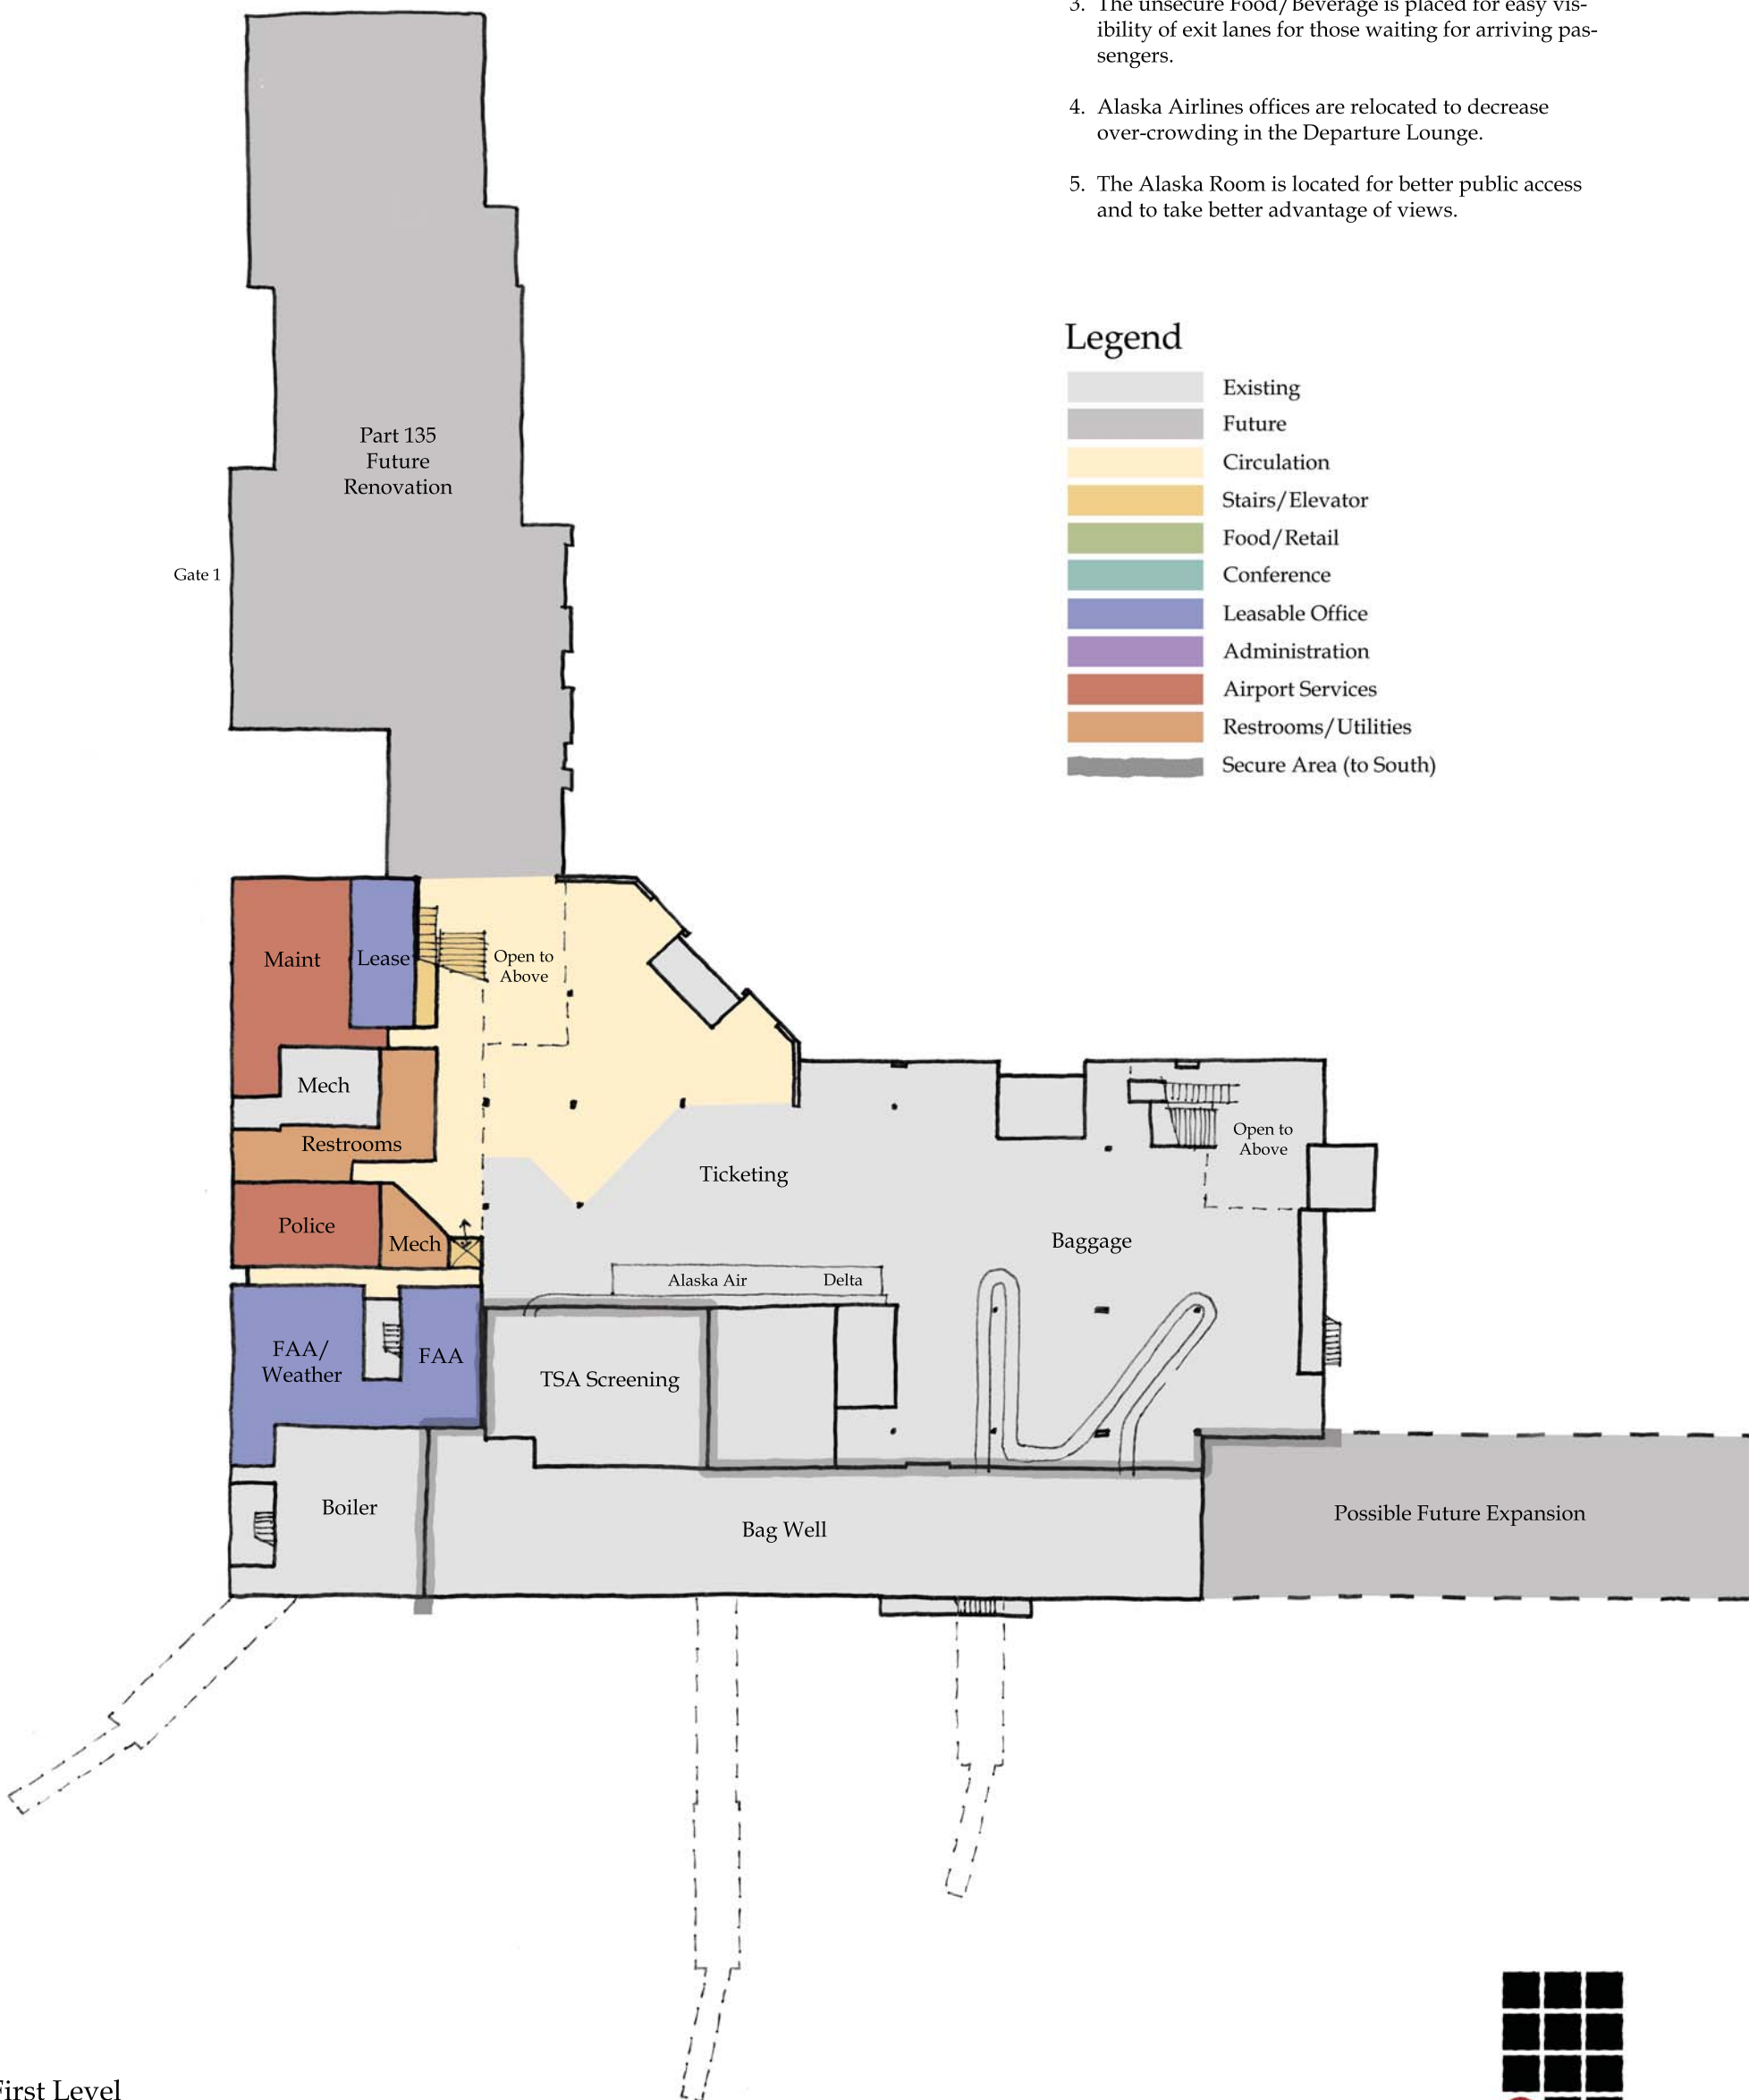 3. The unsecure Food/Beverage is placed for easy vis-
ibility of exit lanes for those waiting for arriving pas-
sengers.
4. Alaska Airlines offices are relocated to decrease
over-crowding in the Departure Lounge.
5. The Alaska Room is located for better public access
and to take better advantage of views.
Legend
Existing
Future
Circulation
Stairs/Elevator
Food/Retail
Conference
Leasable Office
Administration
Airport Services
Restrooms/Utilities
Secure Area (to South)
Part 135
Future
Renovation
Gate 1
Maint
Lease
Open to
Above
Mech
Restrooms
Police
Mech
Ticketing
Open to
Above
Baggage
Alaska Air
Delta
FAA/
Weather
FAA
TSA Screening
Boiler
Bag Well
Possible Future Expansion
First Level